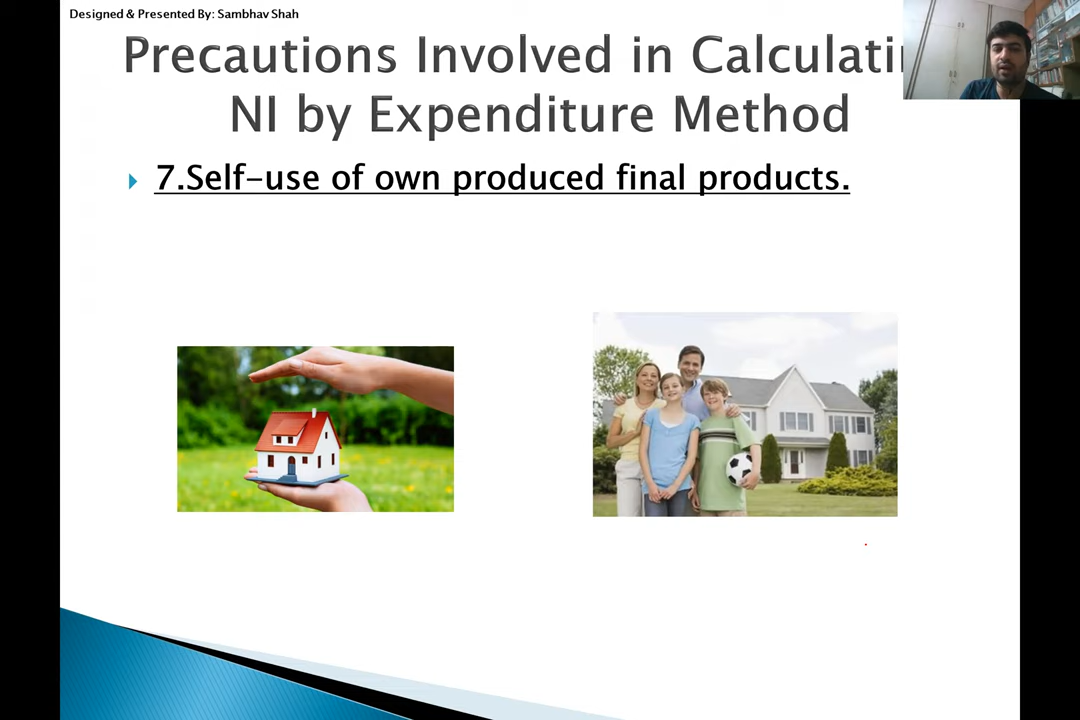 Designed & Presented By: Sambhav Shah
Precautions Involved in Calculati
NI by Expenditure Method
7.Self-use of own produced final products.